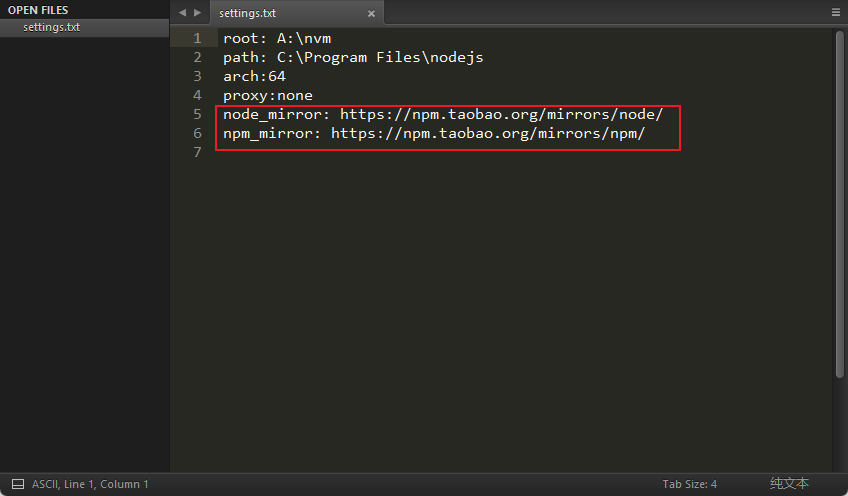 OPEN FILES
settings.txt
settings.txt
1 root: A:\nvm
2 path: C:\Program Files\nodejs
3 arch:64
4 proxy:none
5 node_mirror: https://npm.taobao.org/mirrors/node/
6 npm_mirror: https://npm.taobao.org/mirrors/npm/
7
ASCII, Line 1, Column 1
Tab Size: 4
纯文本